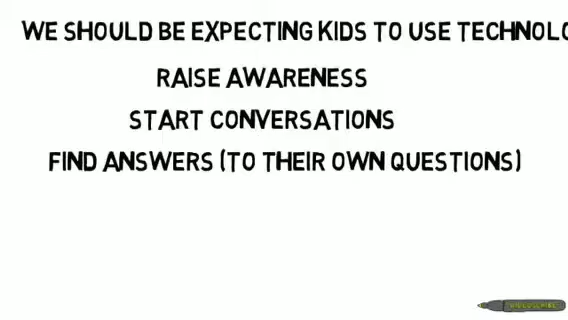 WE SHOULD BE EXPECTING KIDS TO USE TECHNOLO
RAISE AWARENESS
START CONVERSATIONS
FIND ANSWERS (TO THEIR OWN QUESTIONS)